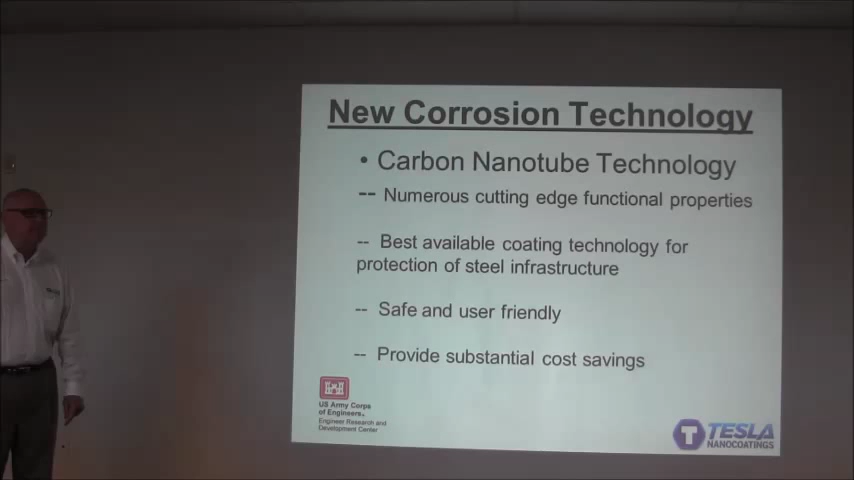 New Corrosion Technology
• Carbon Nanotube Technology
-- Numerous cutting edge functional properties
-- Best available coating technology for
protection of steel infrastructure
-- Safe and user friendly
-- Provide substantial cost savings
US Army Corps
of Engineers®
Engineer Research and
Development Center
T TESLA
NANOCOATINGS